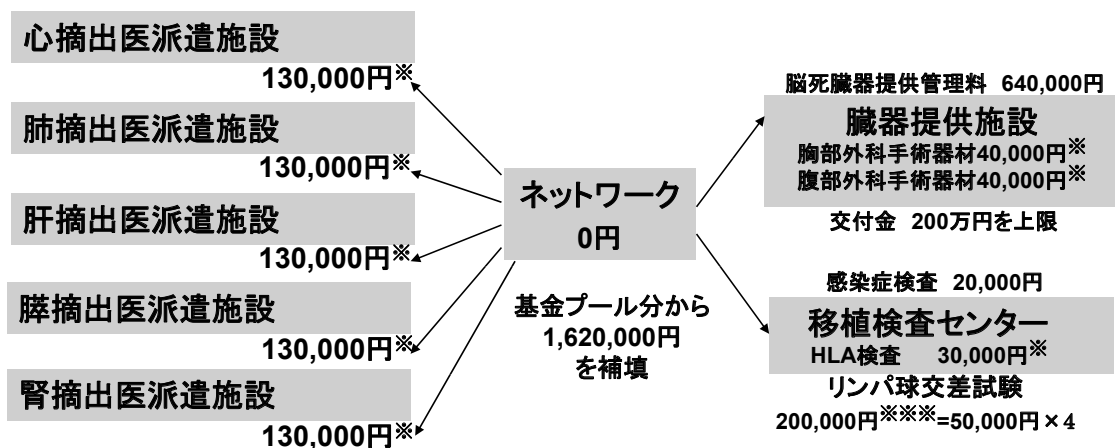 心摘出医派遣施設
130,000円※
肺摘出医派遣施設
130,000円※
肝摘出医派遣施設
130,000円※
膵摘出医派遣施設
130,000円※
腎摘出医派遣施設
130,000円※
ネットワーク
0円
基金プール分から
1,620,000円
を補填
脳死臓器提供管理料 640,000円
臓器提供施設
胸部外科手術器材40,000円※
腹部外科手術器材40,000円※
交付金 200万円を上限
感染症検査 20,000円
移植検査センター
HLA検査 30,000円※
リンパ球交差試験
200,000円※※※=50,000円×4